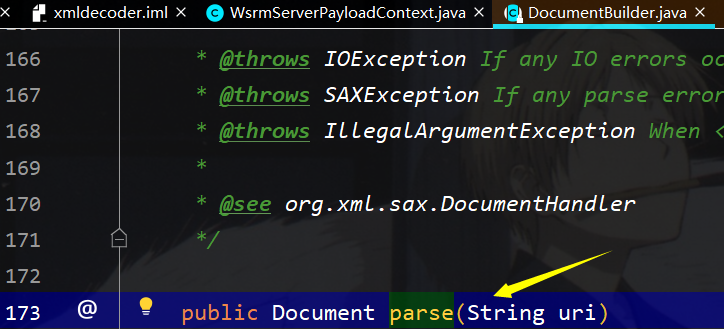 xmldecoder.iml WsrmServerPayloadContext.java DocumentBuilder.java
166 * @throws IOException If any IO errors oc
167 * @throws SAXException If any parse error
168 * @throws IllegalArgumentException When <
169 *
170 * @see org.xml.sax.DocumentHandler
171 */
172
173 @ public Document parse(String uri)